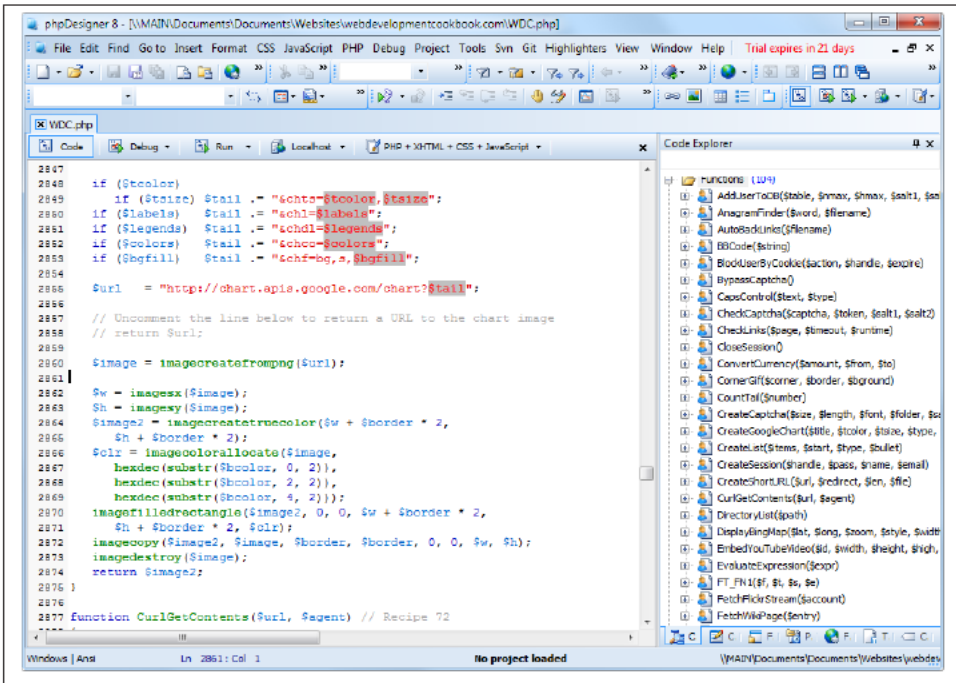 phpDesigner 8 - [\\MAIN\Documents\Documents\Websites\webdevelopmentcookbook.com\WDC.php]
File Edit Find Go to Insert Format CSS JavaScript PHP Debug Project Tools Svn Git Highlighters View Window Help Trial expires in 21 days
WDC.php
Code Debug Run Localhost PHP + XHTML + CSS + JavaScript
Code Explorer
2847
2848 if ($tcolor)
2849 if ($tsize) $tail .= "&chts=$tcolor,$tsize";
2850 if ($labels) $tail .= "&chl=$labels";
2851 if ($legends) $tail .= "&chdl=$legends";
2852 if ($colors) $tail .= "&chco=$colors";
2853 if ($bgfill) $tail .= "&chf=bg,s,$bgfill";
2854
2855 $url = "http://chart.apis.google.com/chart?$tail";
2856
2857 // Uncomment the line below to return a URL to the chart image
2858 // return $url;
2859
2860 $image = imagecreatefrompng($url);
2861
2862 $w = imagesx($image);
2863 $h = imagesy($image);
2864 $image2 = imagecreatetruecolor($w + $border * 2,
2865 $h + $border * 2);
2866 $clr = imagecolorallocate($image,
2867 hexdec(substr($bcolor, 0, 2)),
2868 hexdec(substr($bcolor, 2, 2)),
2869 hexdec(substr($bcolor, 4, 2)));
2870 imagefilledrectangle($image2, 0, 0, $w + $border * 2,
2871 $h + $border * 2, $clr);
2872 imagecopy($image2, $image, $border, $border, 0, 0, $w, $h);
2873 imagedestroy($image);
2874 return $image2;
2875 }
2876
2877 function CurlGetContents($url, $agent) // Recipe 72
Functions (104)
AddUserToDB($table, $nmax, $hmax, $salt1, $sa
AnagramFinder($word, $filename)
AutoBackLinks($filename)
BBCode($string)
BlockUserByCookie($action, $handle, $expire)
BypassCaptcha()
CapsControl($text, $type)
CheckCaptcha($captcha, $token, $salt1, $salt2)
CheckLinks($page, $timeout, $runtime)
CloseSession()
ConvertCurrency($amount, $from, $to)
CornerGif($corner, $border, $bground)
CountTail($number)
CreateCaptcha($size, $length, $font, $folder, $sa
CreateGoogleChart($title, $tcolor, $tsize, $type,
CreateList($items, $start, $type, $bullet)
CreateSession($handle, $pass, $name, $email)
CreateShortURL($url, $redirect, $len, $file)
CurlGetContents($url, $agent)
DirectoryList($path)
DisplayBingMap($lat, $long, $zoom, $style, $width
EmbedYouTubeVideo($id, $width, $height, $high,
EvaluateExpression($expr)
FT_FN1($f, $t, $s, $e)
FetchFlickrStream($account)
FetchWikiPage($entry)
C C F P F T C
Windows | Ansi Ln 2861: Col 1 No project loaded \\MAIN\Documents\Documents\Websites\webdev